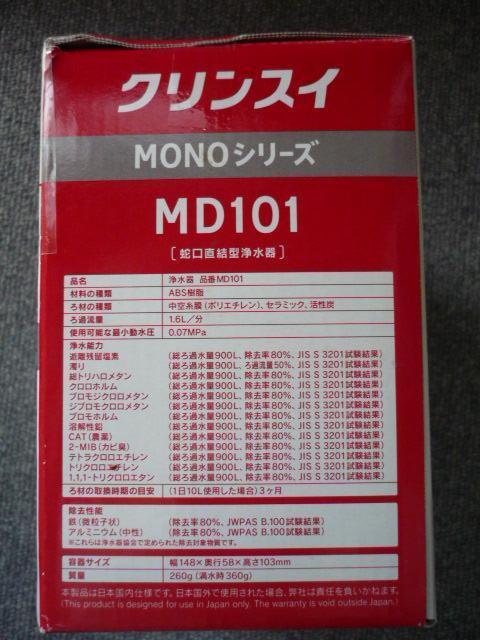 クリンスイ
MONOシリーズ
MD101
［蛇口直結型浄水器］
品名 浄水器 品番MD101
材料の種類 ABS樹脂
ろ材の種類 中空糸膜(ポリエチレン)、セラミック、活性炭
ろ過流量 1.6L／分
使用可能な最小動水圧 0.07MPa
浄水能力
遊離残留塩素 (総ろ過水量900L、除去率80%、JIS S 3201試験結果)
濁り (総ろ過水量900L、ろ過流量50%、JIS S 3201試験結果)
総トリハロメタン (総ろ過水量900L、除去率80%、JIS S 3201試験結果)
クロロホルム (総ろ過水量900L、除去率80%、JIS S 3201試験結果)
ブロモジクロロメタン (総ろ過水量900L、除去率80%、JIS S 3201試験結果)
ジブロモクロロメタン (総ろ過水量900L、除去率80%、JIS S 3201試験結果)
ブロモホルム (総ろ過水量900L、除去率80%、JIS S 3201試験結果)
溶解性鉛 (総ろ過水量900L、除去率80%、JIS S 3201試験結果)
CAT(農薬) (総ろ過水量900L、除去率80%、JIS S 3201試験結果)
2-MIB(カビ臭) (総ろ過水量900L、除去率80%、JIS S 3201試験結果)
テトラクロロエチレン (総ろ過水量900L、除去率80%、JIS S 3201試験結果)
トリクロロエチレン (総ろ過水量900L、除去率80%、JIS S 3201試験結果)
1,1,1-トリクロロエタン (総ろ過水量900L、除去率80%、JIS S 3201試験結果)
ろ材の取換時期の目安 (1日10L使用した場合)3ヶ月
除去性能
鉄(微粒子状) (除去率80%、JWPAS B.100試験結果)
アルミニウム(中性) (除去率80%、JWPAS B.100試験結果)
※これらは浄水器協会で定められた除去対象物質です。
容器サイズ 幅148×奥行58×高さ103mm
質量 260g(満水時360g)
本製品は日本国内仕様です。日本国外で使用された場合、弊社は責任を負いかねます。
(This product is designed for use in Japan only. The warranty is void outside Japan.)